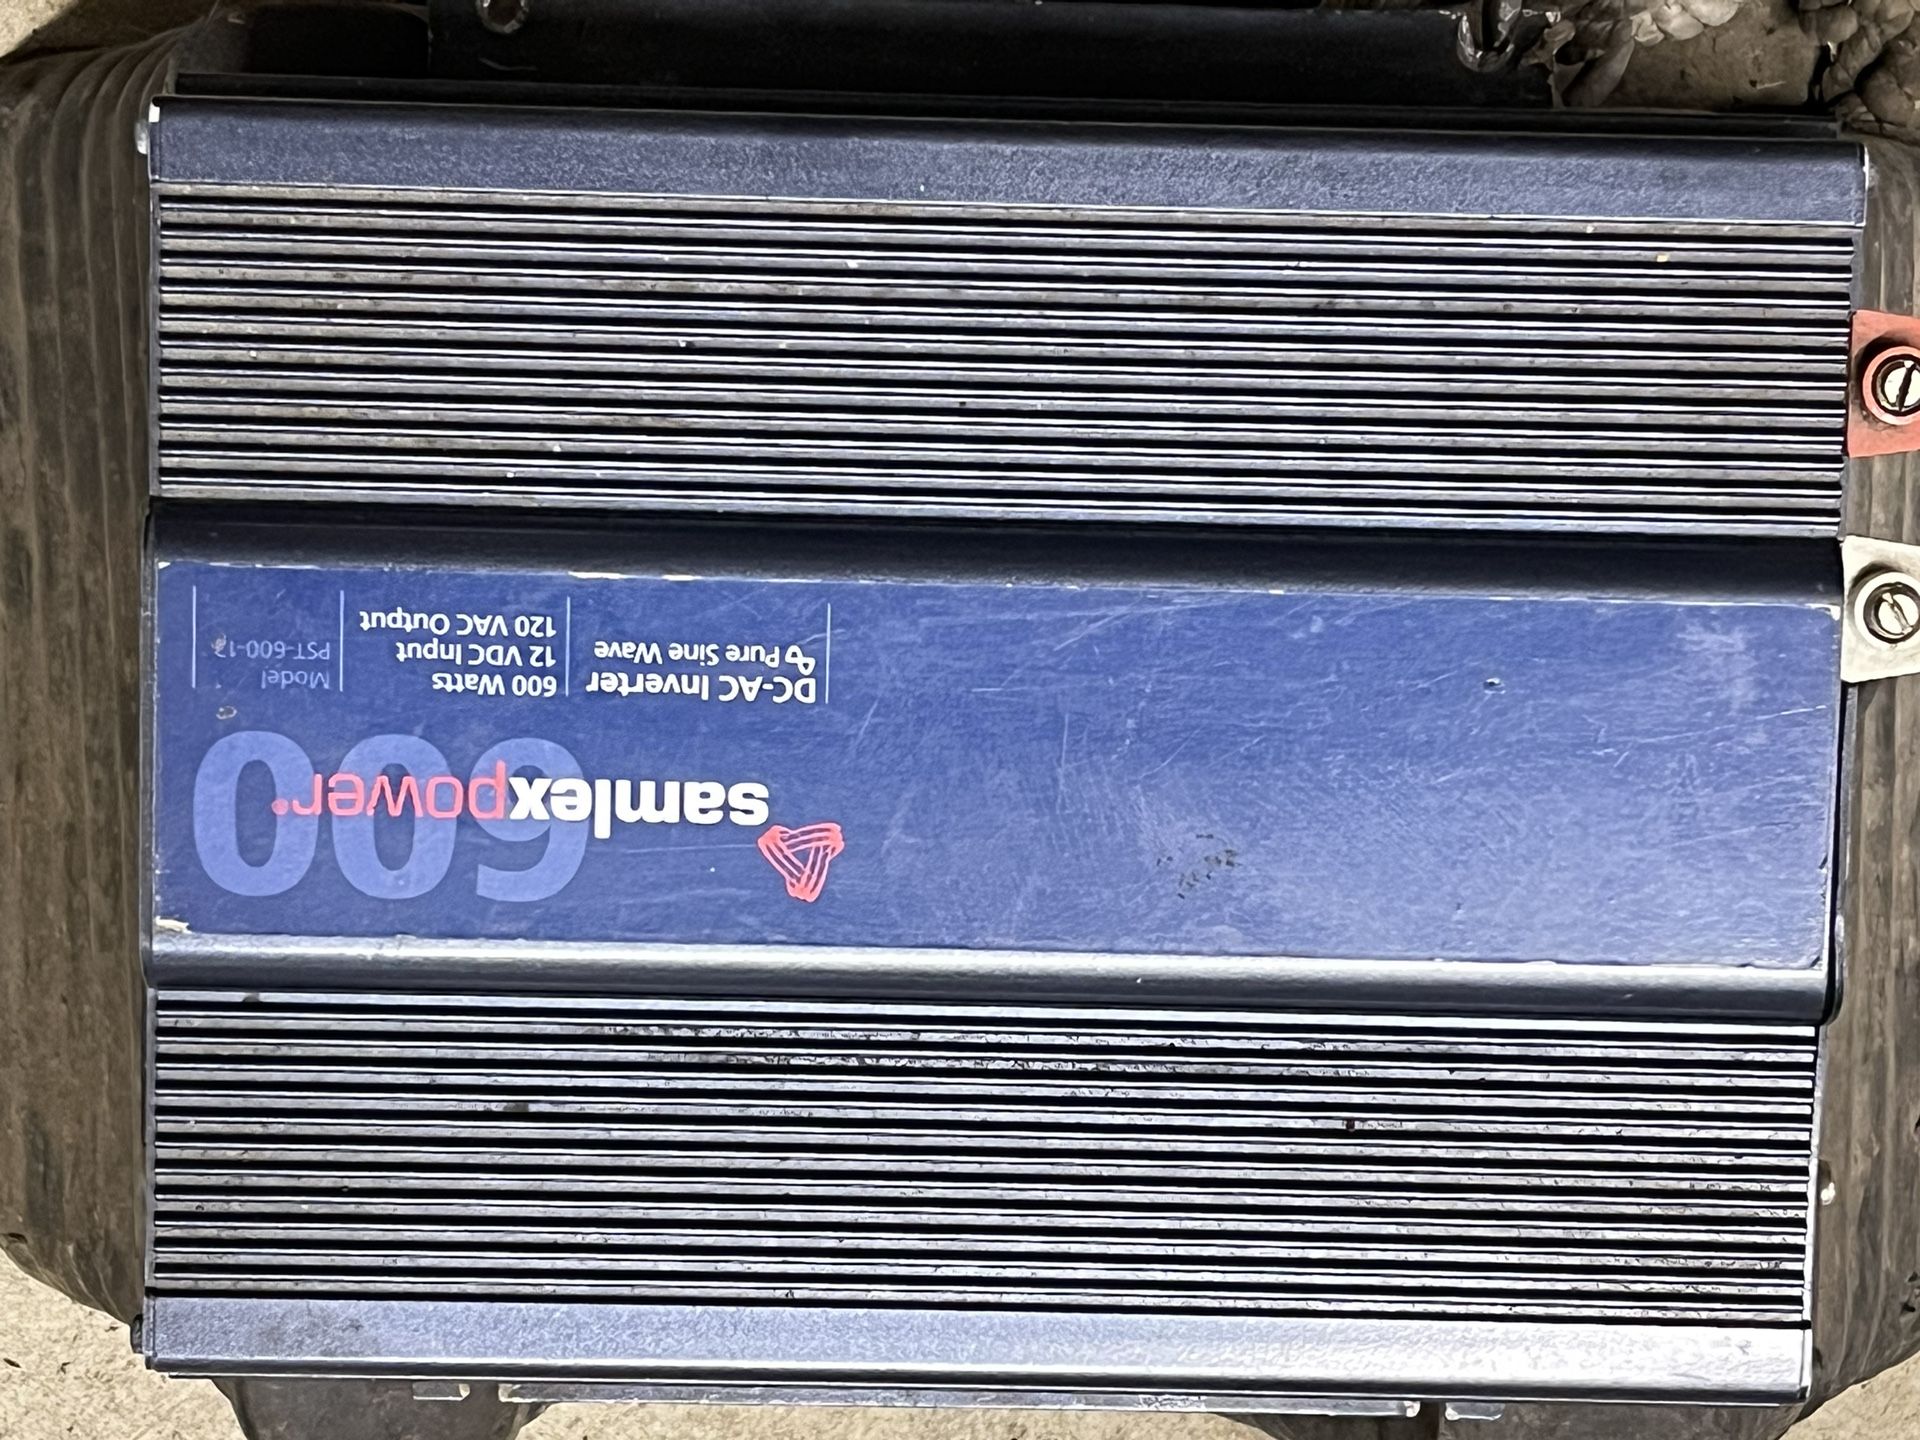 samlexpower®
600
DC-AC Inverter
Pure Sine Wave
600 Watts
12 VDC Input
120 VAC Output
Model
PST-600-12